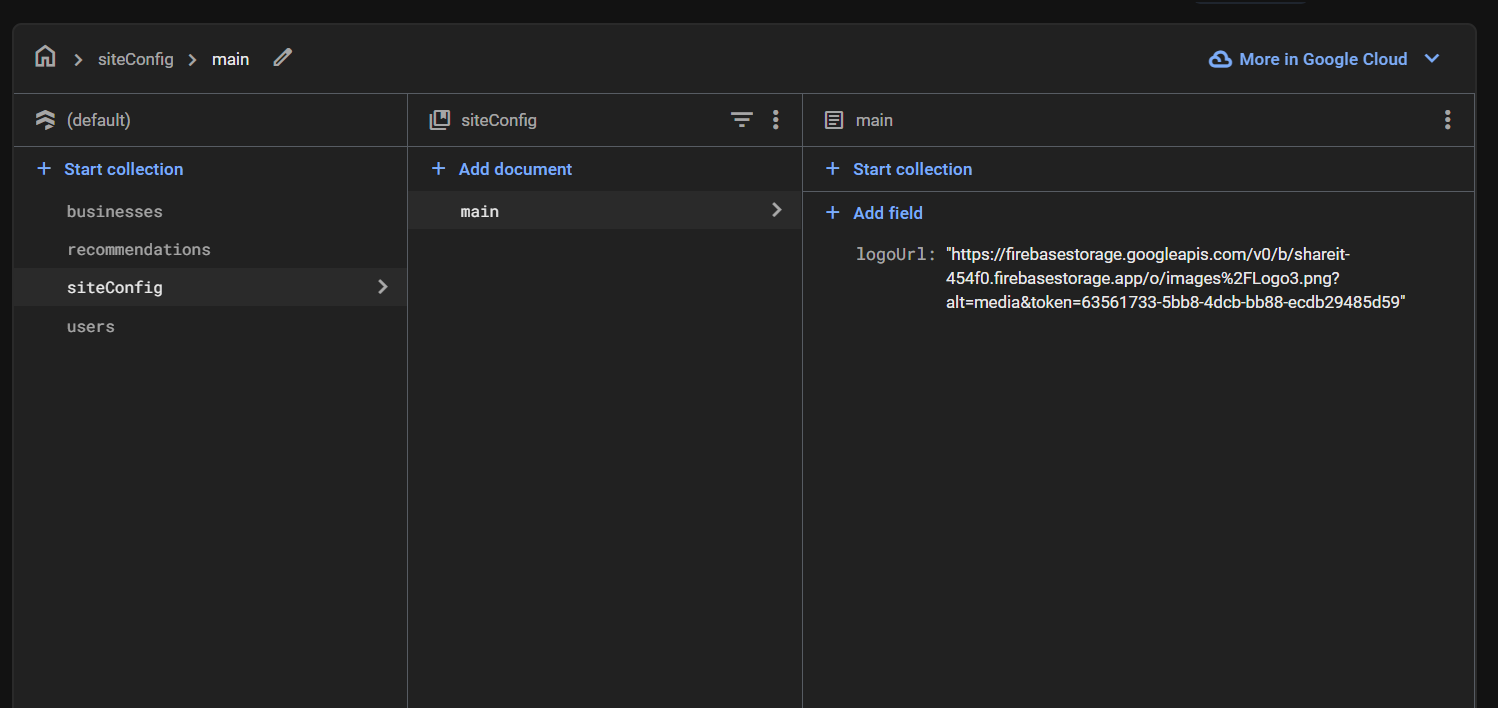 siteConfig
main
More in Google Cloud
(default)
siteConfig
main
+ Start collection
+ Add document
+ Start collection
businesses
main
+ Add field
recommendations
logoUrl: "https://firebasestorage.googleapis.com/v0/b/shareit-
454f0.firebasestorage.app/o/images%2FLogo3.png?
alt=media&token=63561733-5bb8-4dcb-bb88-ecdb29485d59"
siteConfig
users